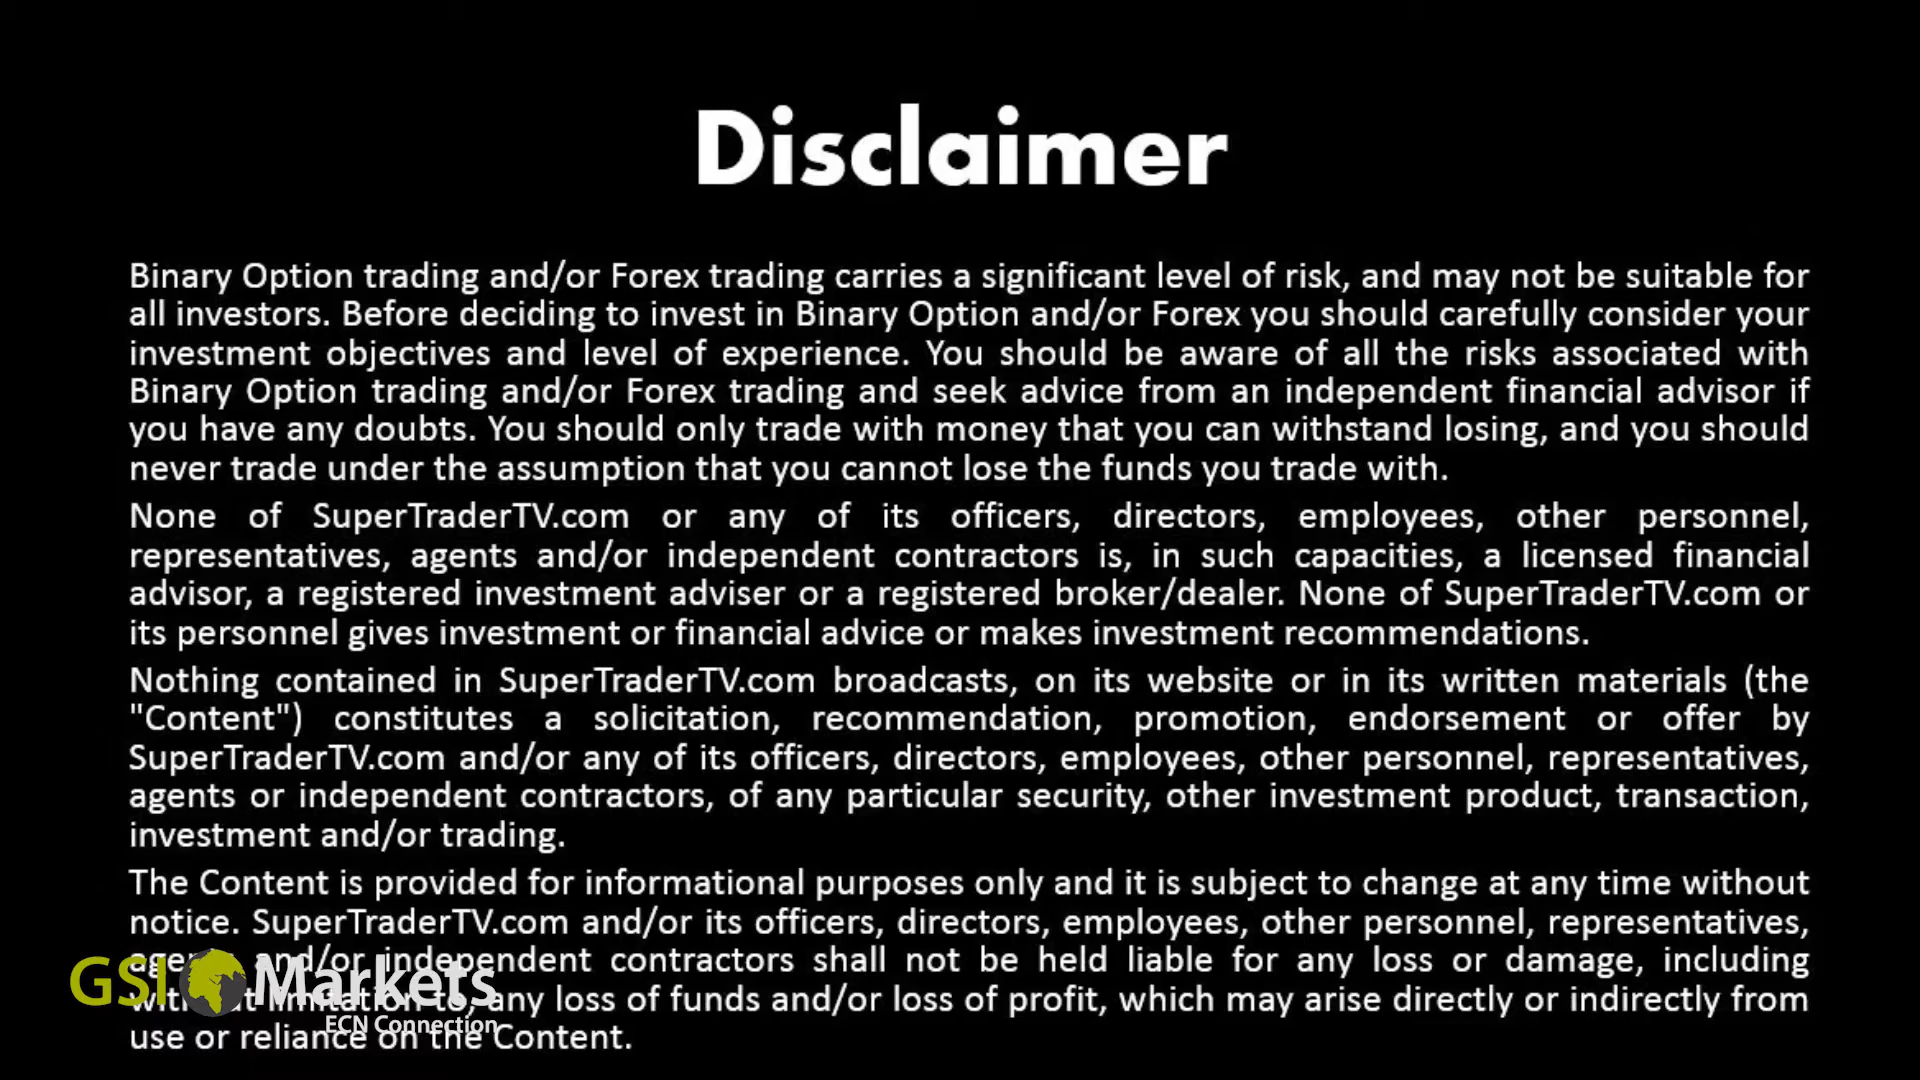 Disclaimer
Binary Option trading and/or Forex trading carries a significant level of risk, and may not be suitable for
all investors. Before deciding to invest in Binary Option and/or Forex you should carefully consider your
investment objectives and level of experience. You should be aware of all the risks associated with
Binary Option trading and/or Forex trading and seek advice from an independent financial advisor if
you have any doubts. You should only trade with money that you can withstand losing, and you should
never trade under the assumption that you cannot lose the funds you trade with.
None of SuperTraderTV.com or any of its officers, directors, employees, other personnel,
representatives, agents and/or independent contractors is, in such capacities, a licensed financial
advisor, a registered investment adviser or a registered broker/dealer. None of SuperTraderTV.com or
its personnel gives investment or financial advice or makes investment recommendations.
Nothing contained in SuperTraderTV.com broadcasts, on its website or in its written materials (the
"Content") constitutes a solicitation, recommendation, promotion, endorsement or offer by
SuperTraderTV.com and/or any of its officers, directors, employees, other personnel, representatives,
agents or independent contractors, of any particular security, other investment product, transaction,
investment and/or trading.
The Content is provided for informational purposes only and it is subject to change at any time without
notice. SuperTraderTV.com and/or its officers, directors, employees, other personnel, representatives,
agents and/or independent contractors shall not be held liable for any loss or damage, including
without limitation to, any loss of funds and/or loss of profit, which may arise directly or indirectly from
use or reliance on the Content.
GSI Markets
ECN Connection